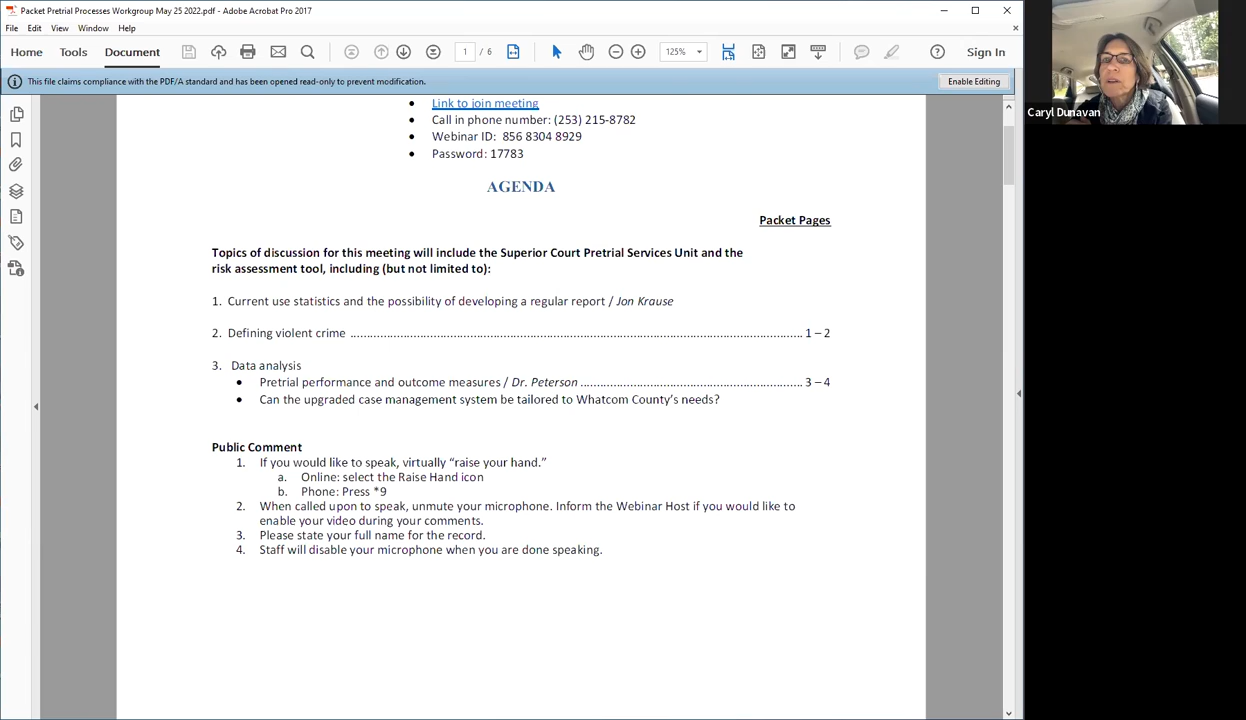 Packet Pretrial Processes Workgroup May 25 2022.pdf - Adobe Acrobat Pro 2017
File Edit View Window Help
Home Tools Document 1 / 6 125% Sign In
This file claims compliance with the PDF/A standard and has been opened read-only to prevent modification. Enable Editing
• Link to join meeting
• Call in phone number: (253) 215-8782
• Webinar ID: 856 8304 8929
• Password: 17783
AGENDA
Packet Pages
Topics of discussion for this meeting will include the Superior Court Pretrial Services Unit and the
risk assessment tool, including (but not limited to):
1. Current use statistics and the possibility of developing a regular report / Jon Krause
2. Defining violent crime ........ 1 – 2
3. Data analysis
• Pretrial performance and outcome measures / Dr. Peterson ........ 3 – 4
• Can the upgraded case management system be tailored to Whatcom County’s needs?
Public Comment
1. If you would like to speak, virtually “raise your hand.”
a. Online: select the Raise Hand icon
b. Phone: Press *9
2. When called upon to speak, unmute your microphone. Inform the Webinar Host if you would like to
enable your video during your comments.
3. Please state your full name for the record.
4. Staff will disable your microphone when you are done speaking.
Caryl Dunavan